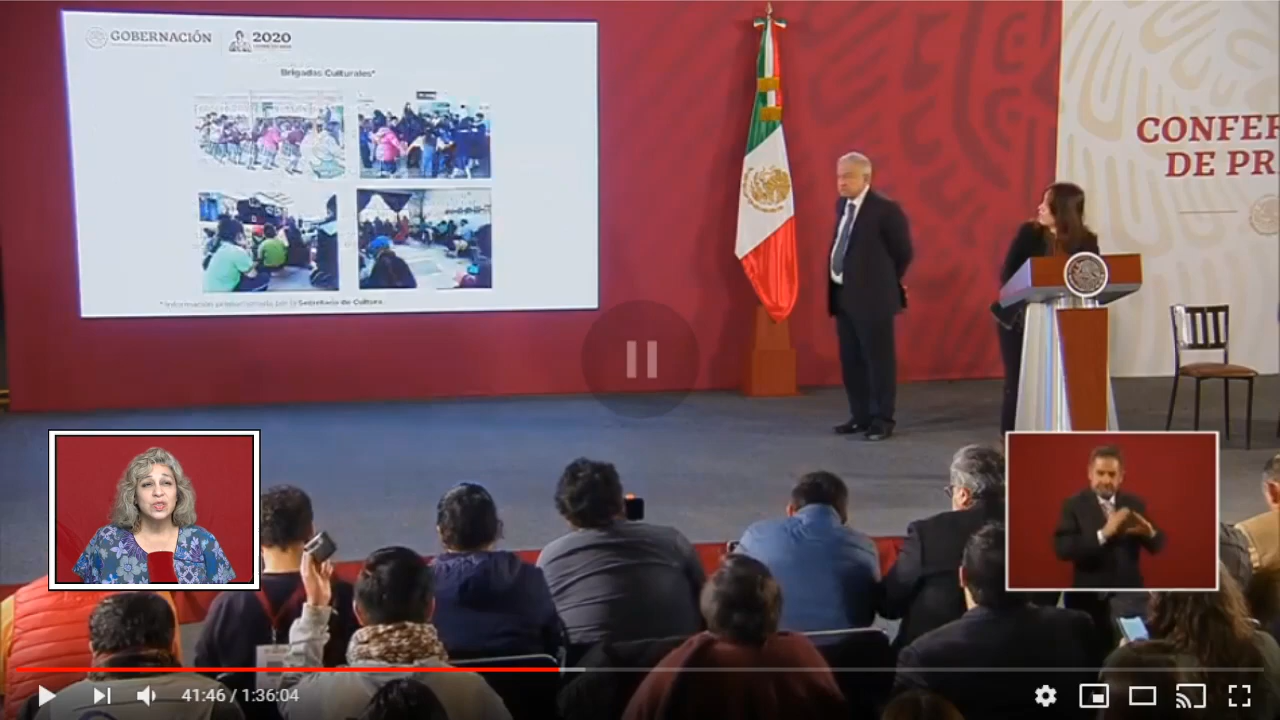 GOBERNACIÓN
2020
Brigadas Culturales*
* Información proporcionada por la Secretaría de Cultura.
CONFER
DE PR
41:46 / 1:36:04